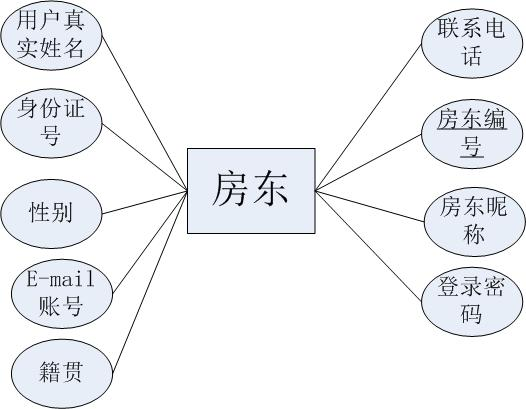 用户真
实姓名
身份证
号
性别
E-mail
账号
籍贯
房东
联系电
话
房东编
号
房东昵
称
登录密
码